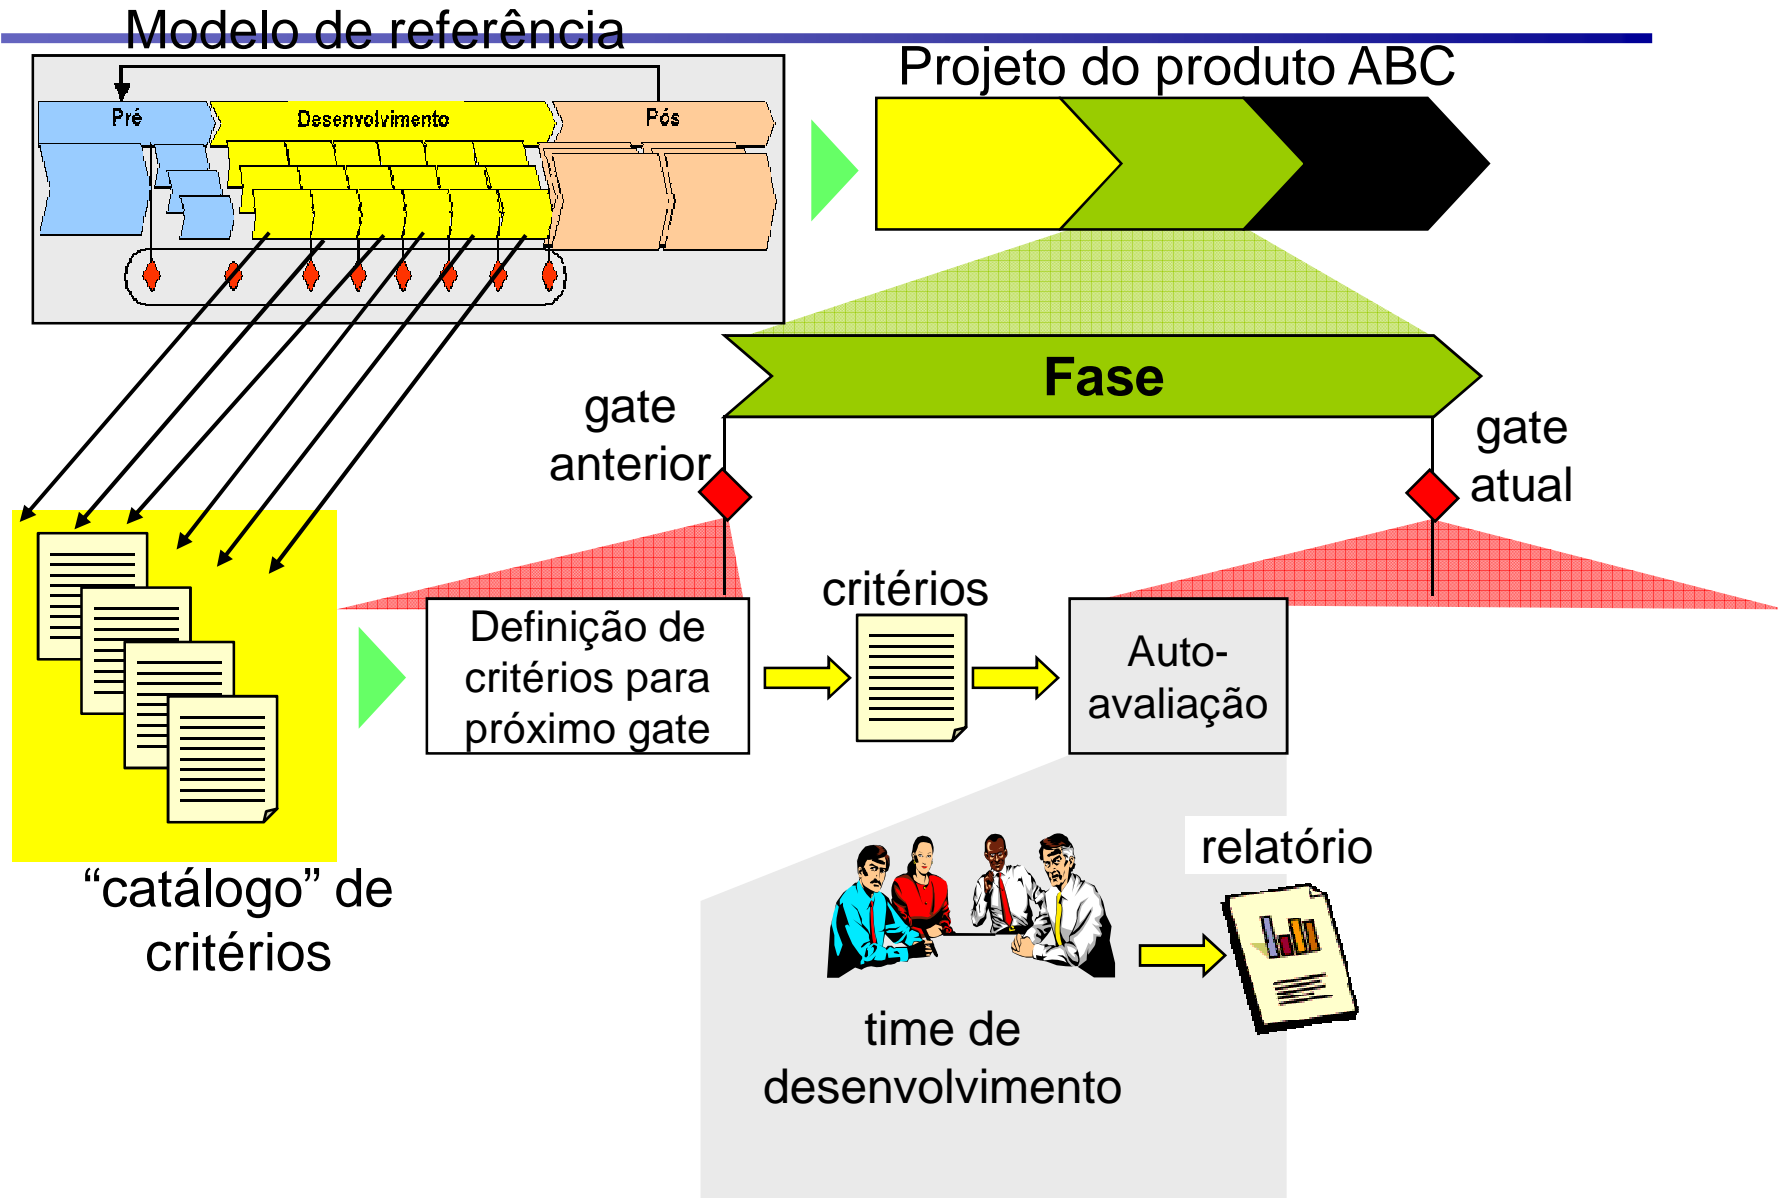 Modelo de referência
Projeto do produto ABC
Pré
Desenvolvimento
Pós
Fase
gate
anterior
gate
atual
critérios
Definição de
critérios para
próximo gate
Auto-
avaliação
“catálogo” de
critérios
relatório
time de
desenvolvimento